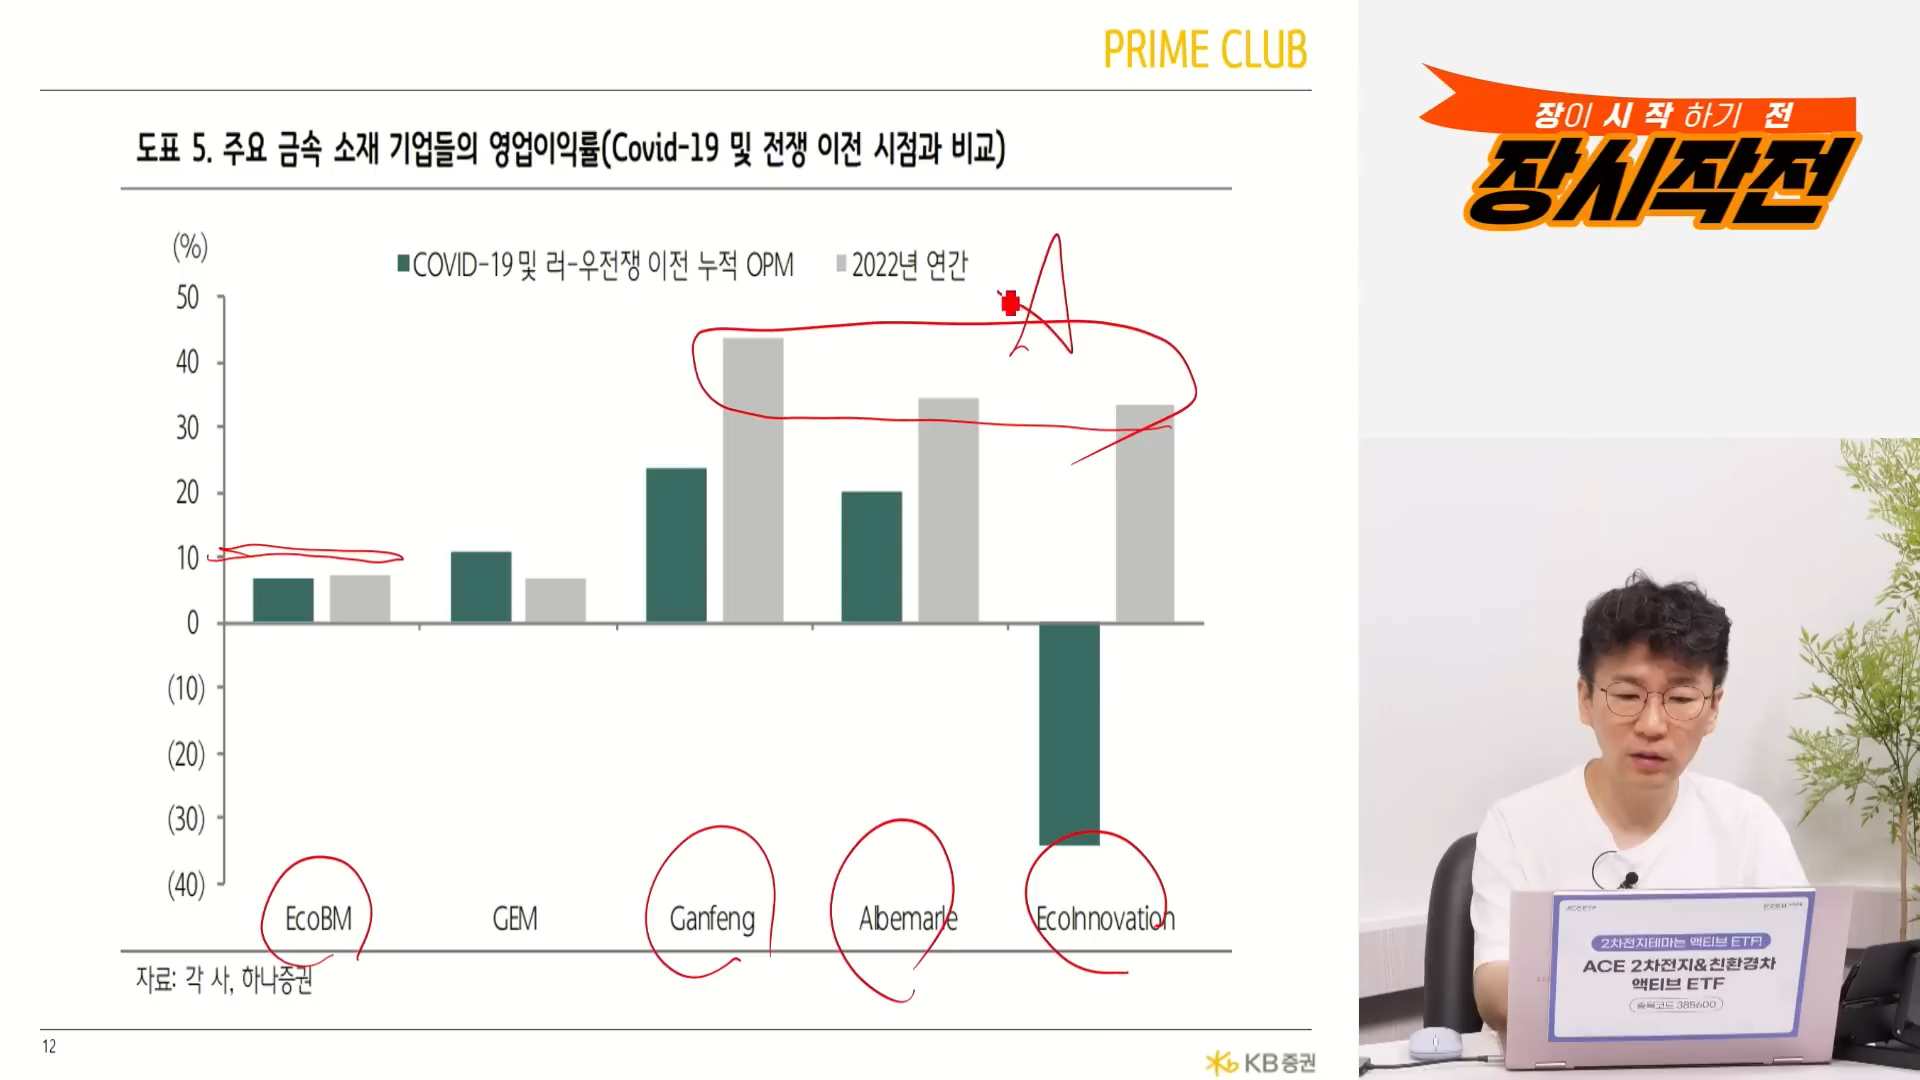 PRIME CLUB
도표 5. 주요 금속 소재 기업들의 영업이익률(Covid-19 및 전쟁 이전 시점과 비교)
(%)
COVID-19 및 러-우전쟁 이전 누적 OPM
2022년 연간
50
40
30
20
10
0
(10)
(20)
(30)
(40)
EcoBM
GEM
Ganfeng
Albemarle
EcoInnovation
자료: 각 사, 하나증권
12
KB증권
장이 시작하기 전
장시작전
2차전지테마는 액티브 ETF!
ACE 2차전지&친환경차
액티브 ETF
종목코드 385600